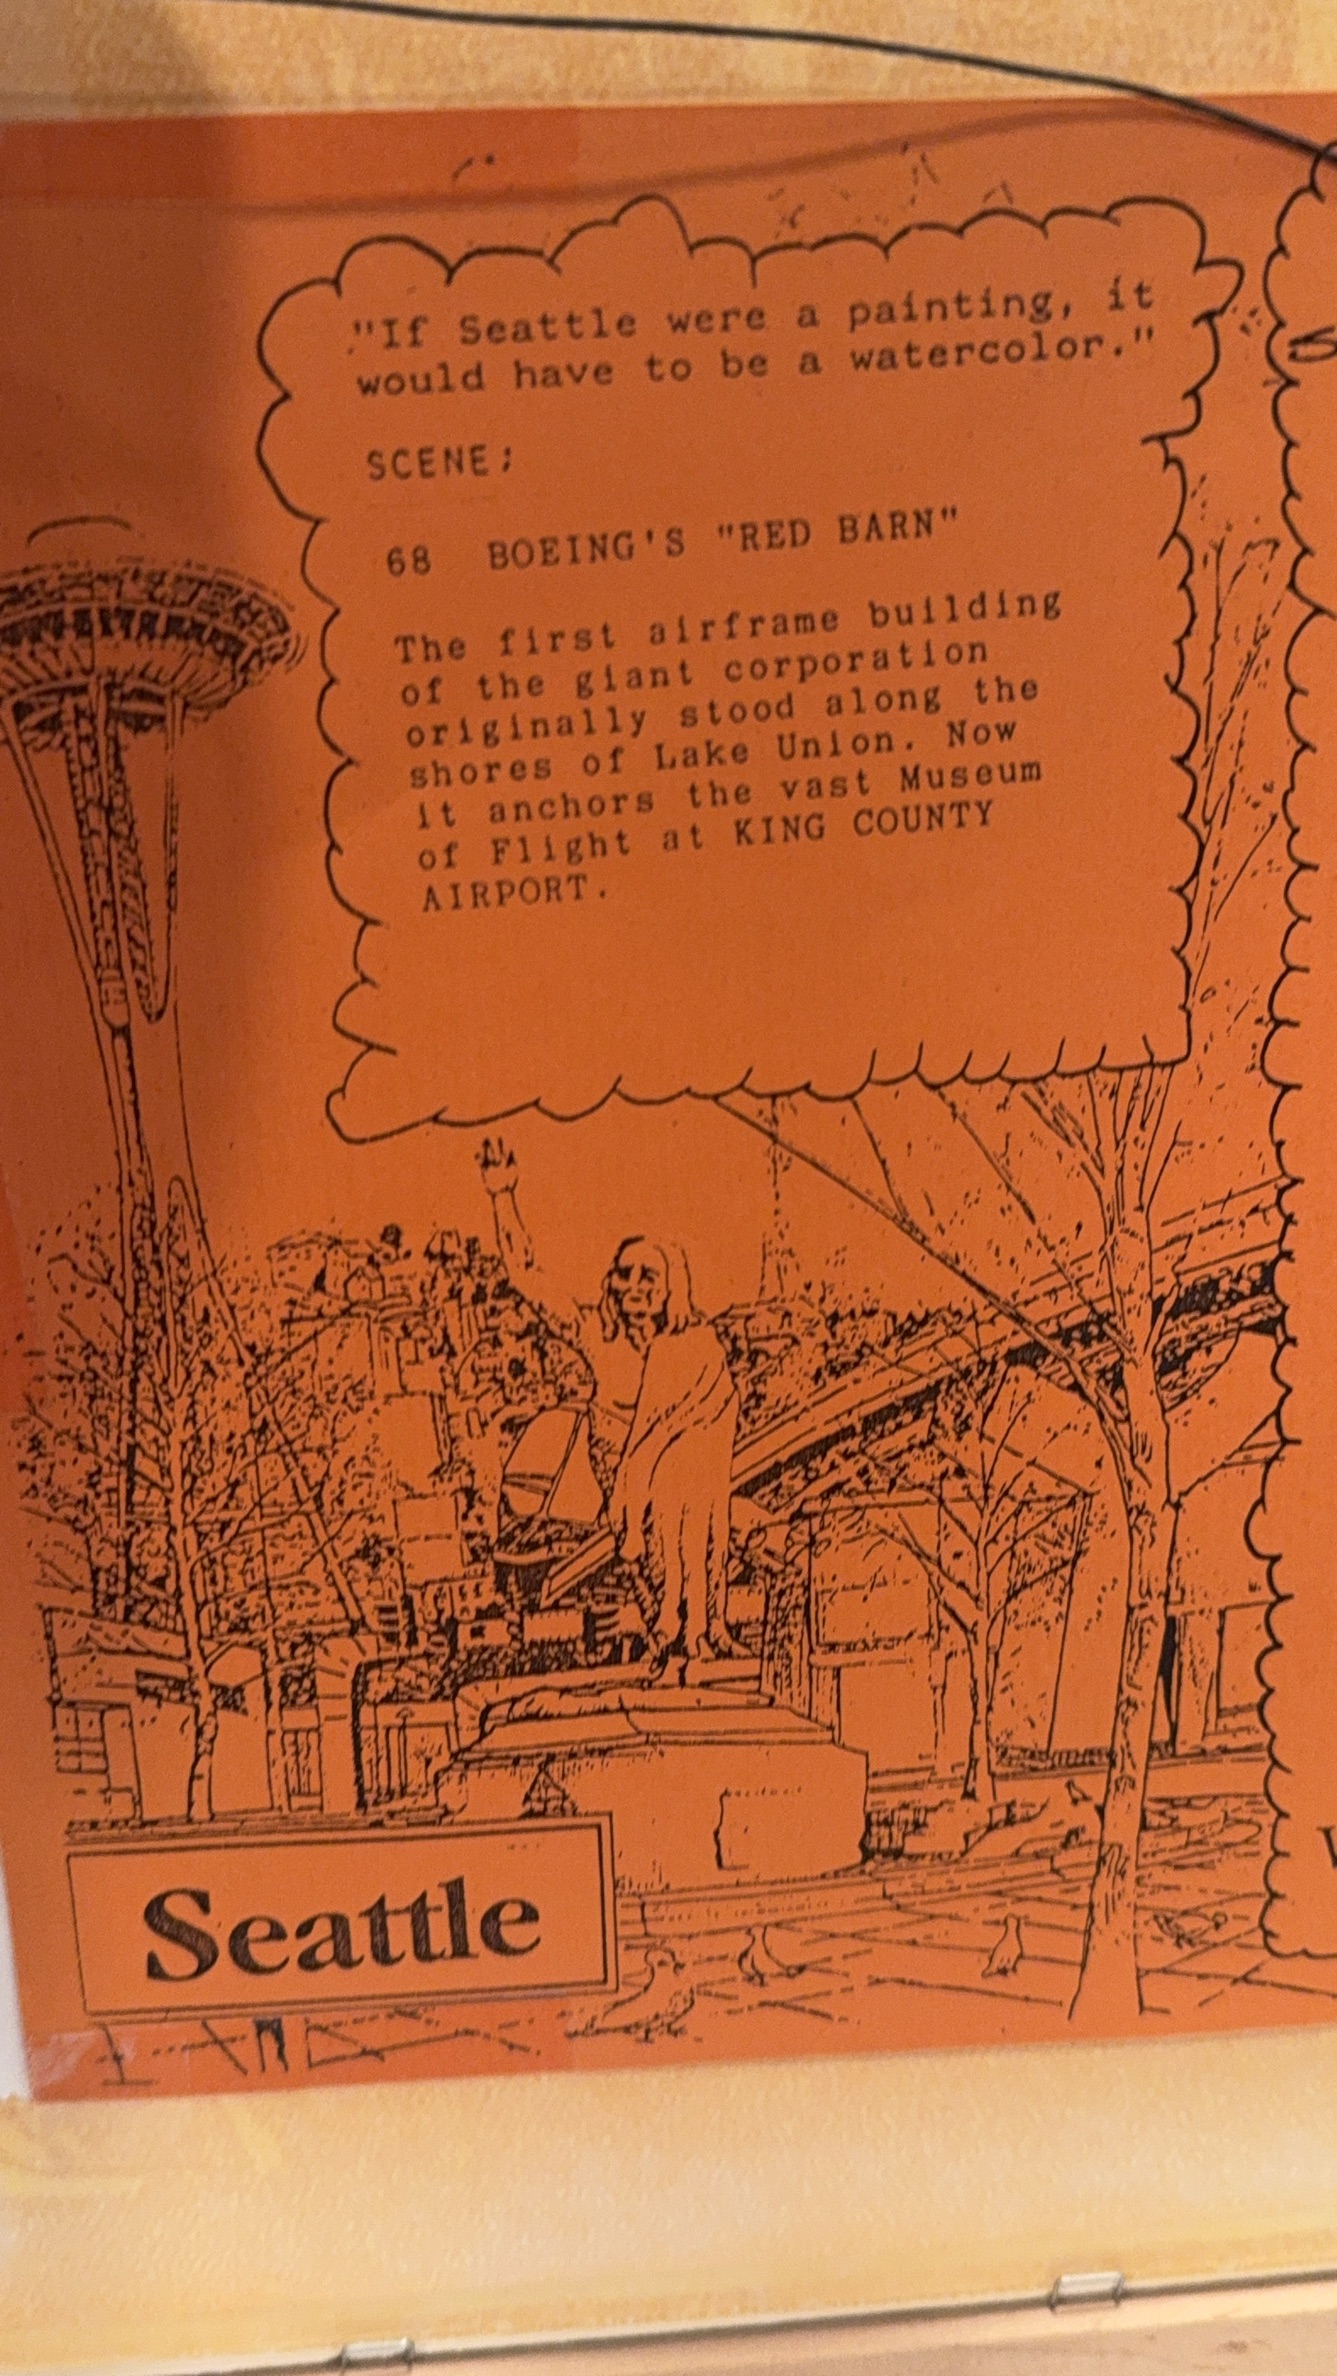 "If Seattle were a painting, it
would have to be a watercolor."
SCENE;
68 BOEING'S "RED BARN"
The first airframe building
of the giant corporation
originally stood along the
shores of Lake Union. Now
it anchors the vast Museum
of Flight at KING COUNTY
AIRPORT.
Seattle